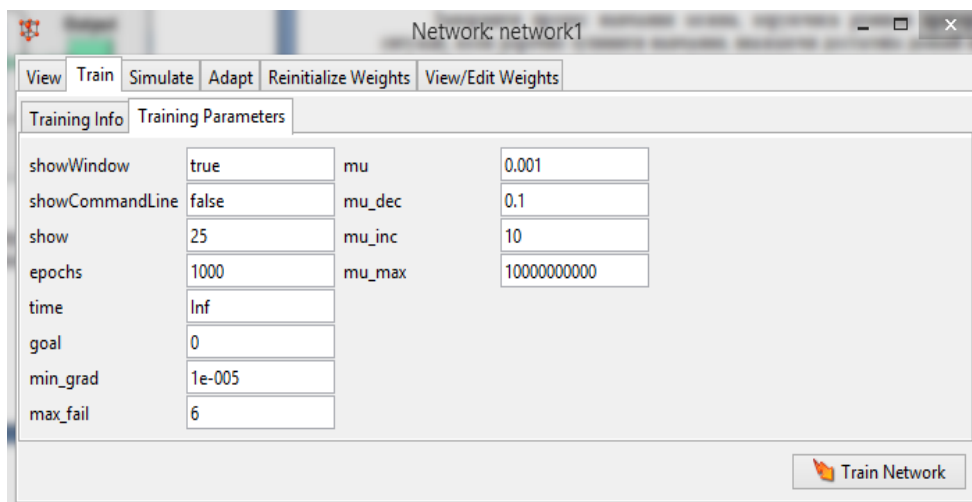 Network: network1
View Train Simulate Adapt Reinitialize Weights View/Edit Weights
Training Info Training Parameters
showWindow true mu 0.001
showCommandLine false mu_dec 0.1
show 25 mu_inc 10
epochs 1000 mu_max 10000000000
time Inf
goal 0
min_grad 1e-005
max_fail 6
Train Network